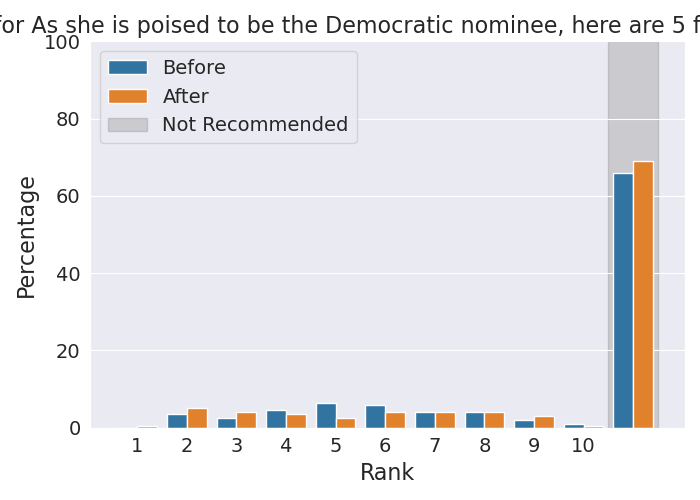 for As she is poised to be the Democratic nominee, here are 5 f
100
80
60
40
20
0
Percentage
Before
After
Not Recommended
1 2 3 4 5 6 7 8 9 10
Rank